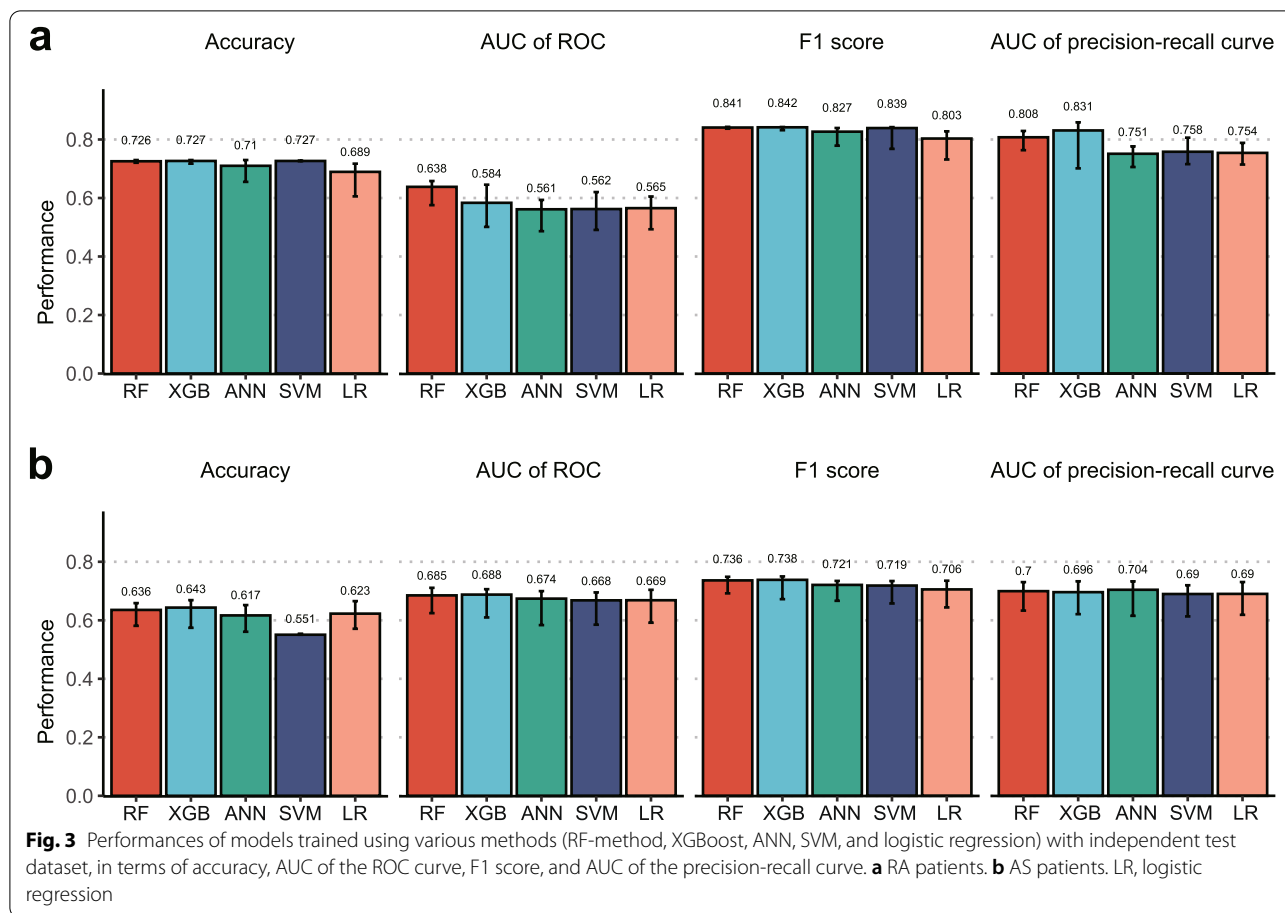 a
Accuracy AUC of ROC F1 score AUC of precision-recall curve
Performance
0.8
0.6
0.4
0.2
0.0
0.726 0.727 0.71 0.727 0.689
0.638 0.584 0.561 0.562 0.565
0.841 0.842 0.827 0.839 0.803
0.808 0.831 0.751 0.758 0.754
RF XGB ANN SVM LR RF XGB ANN SVM LR RF XGB ANN SVM LR RF XGB ANN SVM LR
b
Accuracy AUC of ROC F1 score AUC of precision-recall curve
Performance
0.8
0.6
0.4
0.2
0.0
0.636 0.643 0.617 0.551 0.623
0.685 0.688 0.674 0.668 0.669
0.736 0.738 0.721 0.719 0.706
0.7 0.696 0.704 0.69 0.69
RF XGB ANN SVM LR RF XGB ANN SVM LR RF XGB ANN SVM LR RF XGB ANN SVM LR
Fig. 3 Performances of models trained using various methods (RF-method, XGBoost, ANN, SVM, and logistic regression) with independent test
dataset, in terms of accuracy, AUC of the ROC curve, F1 score, and AUC of the precision-recall curve. a RA patients. b AS patients. LR, logistic
regression